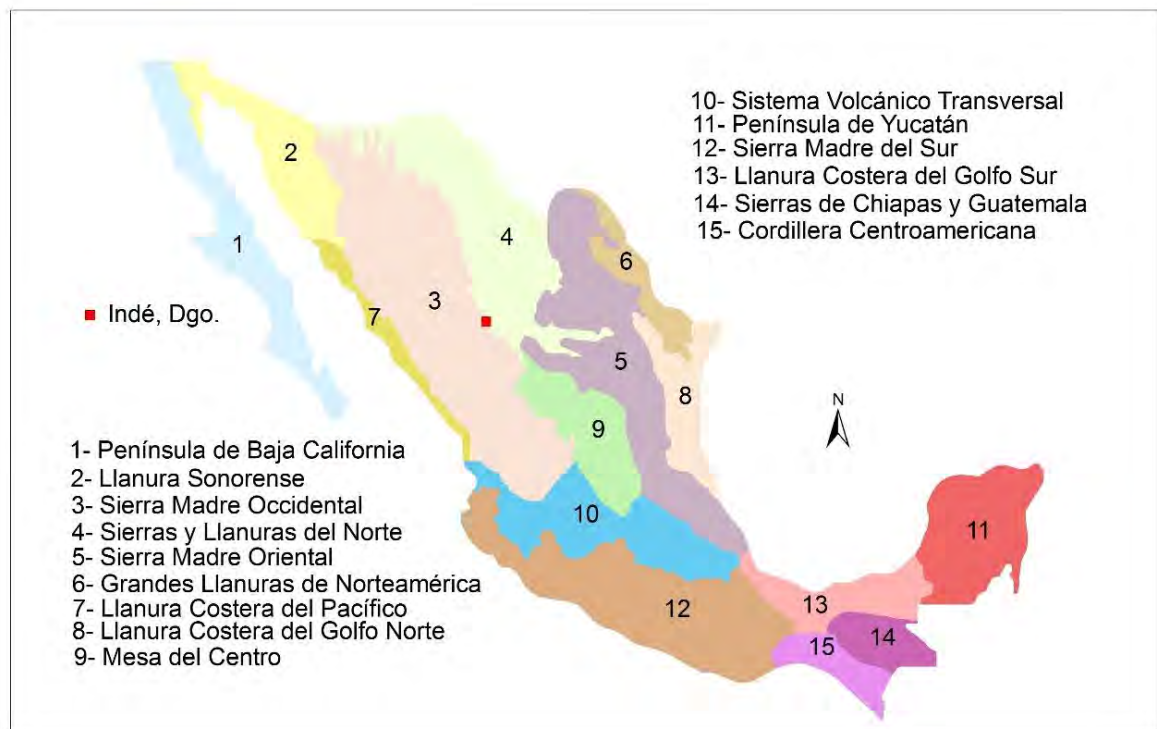 10- Sistema Volcánico Transversal
11- Península de Yucatán
12- Sierra Madre del Sur
13- Llanura Costera del Golfo Sur
14- Sierras de Chiapas y Guatemala
15- Cordillera Centroamericana
2
4
1
6
3
7
Indé, Dgo.
5
8
N
9
1- Península de Baja California
2- Llanura Sonorense
3- Sierra Madre Occidental
4- Sierras y Llanuras del Norte
5- Sierra Madre Oriental
6- Grandes Llanuras de Norteamérica
7- Llanura Costera del Pacífico
8- Llanura Costera del Golfo Norte
9- Mesa del Centro
10
11
12
13
14
15